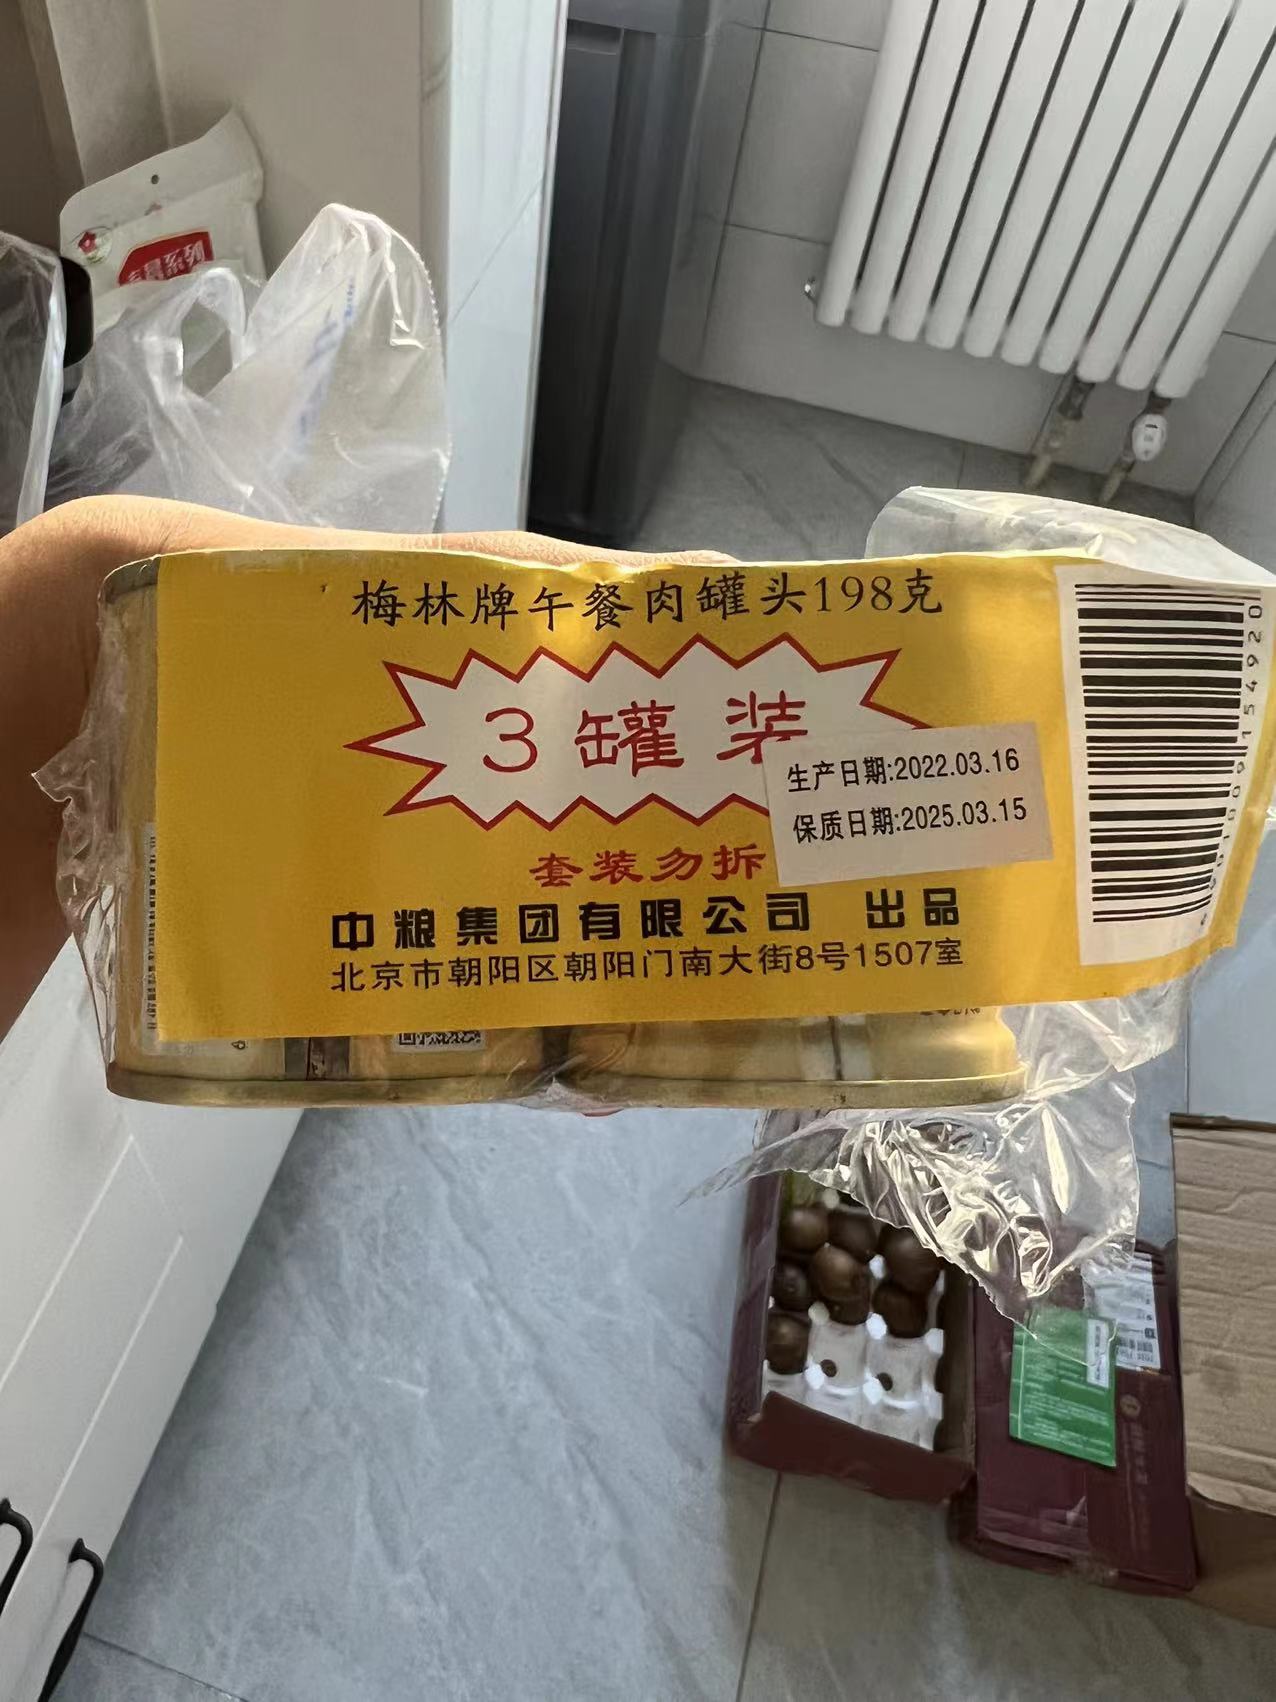 梅林牌午餐肉罐头198克
3罐装
生产日期:2022.03.16
保质日期:2025.03.15
套装勿拆
中粮集团有限公司 出品
北京市朝阳区朝阳门南大街8号1507室